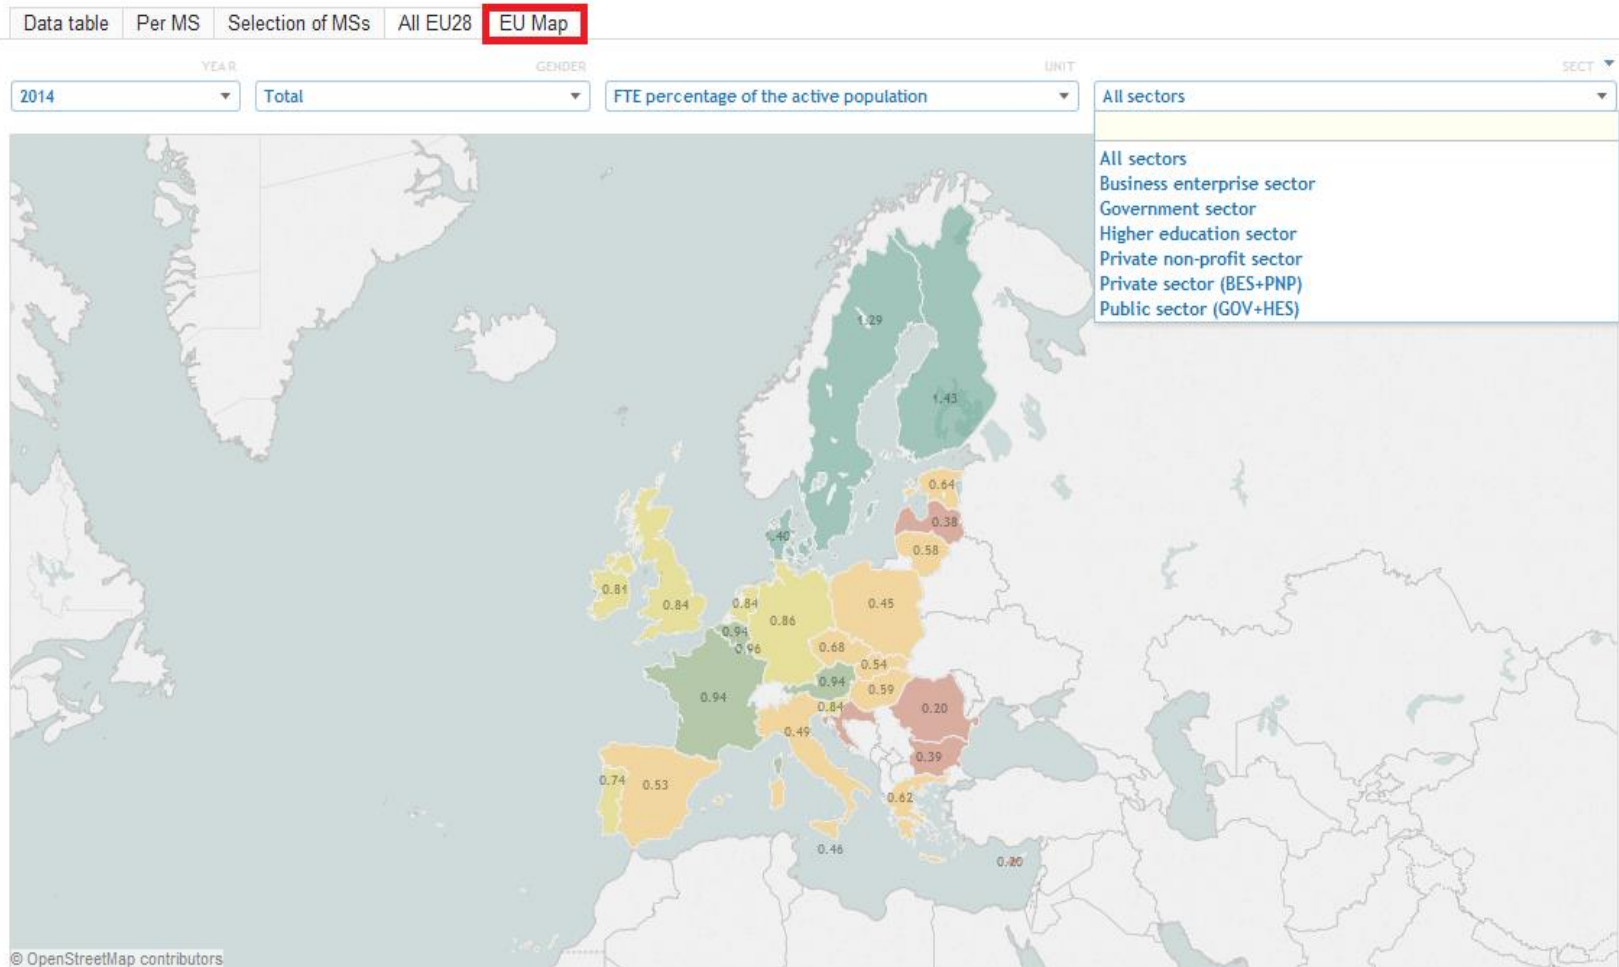 Data table Per MS Selection of MSs All EU28 EU Map
YEAR GENDER UNIT SECT
2014 Total FTE percentage of the active population All sectors
All sectors
Business enterprise sector
Government sector
Higher education sector
Private non-profit sector
Private sector (BES+PNP)
Public sector (GOV+HES)
1.29
1.43
0.64
0.38
.40
0.58
0.81
0.84
0.84
0.86
0.45
0.94
0.96
0.68
0.54
0.94
0.59
0.94
0.84
0.20
0.49
0.39
0.74
0.53
0.62
0.46
0.20
© OpenStreetMap contributors